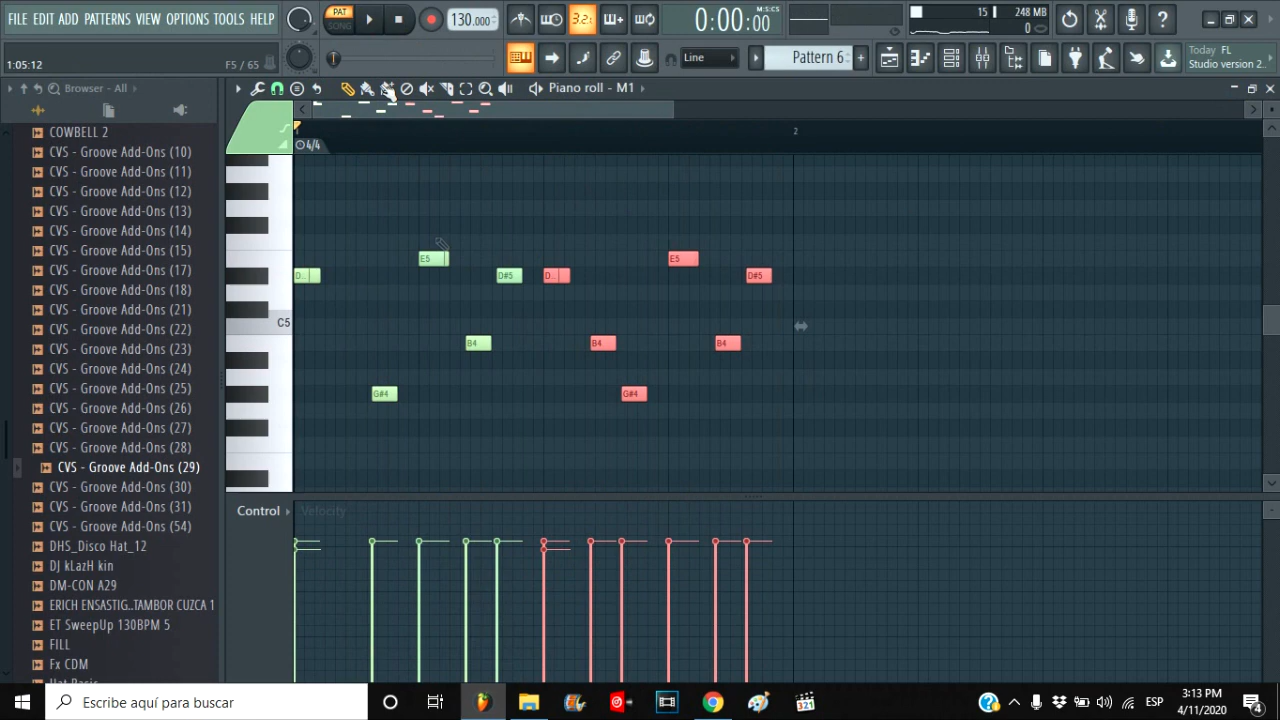 FILE EDIT ADD PATTERNS VIEW OPTIONS TOOLS HELP
PAT
SONG
130.000
3.2.
0:00:00
M:S:CS
15
248 MB
0
1:05:12
F5 / 65
Line
Pattern 6
Today FL
Studio version 2..
Browser - All
Piano roll - M1
COWBELL 2
CVS - Groove Add-Ons (10)
CVS - Groove Add-Ons (11)
CVS - Groove Add-Ons (12)
CVS - Groove Add-Ons (13)
CVS - Groove Add-Ons (14)
CVS - Groove Add-Ons (15)
CVS - Groove Add-Ons (17)
CVS - Groove Add-Ons (18)
CVS - Groove Add-Ons (21)
CVS - Groove Add-Ons (22)
CVS - Groove Add-Ons (23)
CVS - Groove Add-Ons (24)
CVS - Groove Add-Ons (25)
CVS - Groove Add-Ons (26)
CVS - Groove Add-Ons (27)
CVS - Groove Add-Ons (28)
CVS - Groove Add-Ons (29)
CVS - Groove Add-Ons (30)
CVS - Groove Add-Ons (31)
CVS - Groove Add-Ons (54)
DHS_Disco Hat_12
DJ kLazH kin
DM-CON A29
ERICH ENSASTIG..TAMBOR CUZCA 1
ET SweepUp 130BPM 5
FILL
Fx CDM
2
4/4
E5
E5
D...
D#5
D...
D#5
C5
B4
B4
B4
G#4
G#4
Control
Velocity
Escribe aquí para buscar
321
ESP
3:13 PM
4/11/2020
4